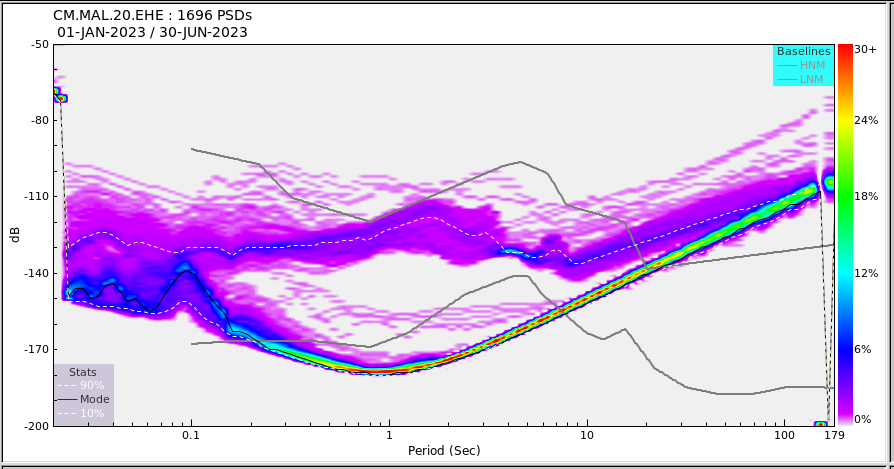 CM.MAL.20.EHE : 1696 PSDs
01-JAN-2023 / 30-JUN-2023
-50
-80
-110
-140
-170
-200
dB
Baselines
HNM
LNM
30+
24%
18%
12%
6%
0%
Stats
90%
Mode
10%
0.1
1
10
100
179
Period (Sec)